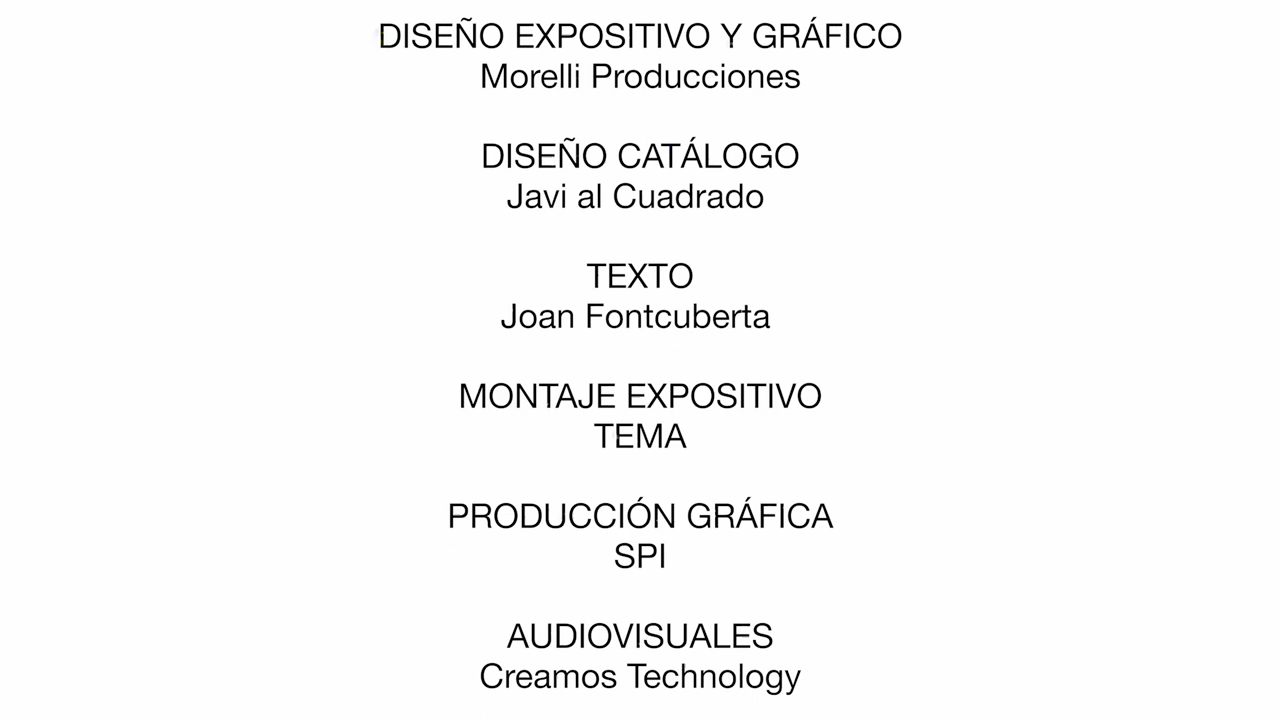 DISEÑO EXPOSITIVO Y GRÁFICO
Morelli Producciones
DISEÑO CATÁLOGO
Javi al Cuadrado
TEXTO
Joan Fontcuberta
MONTAJE EXPOSITIVO
TEMA
PRODUCCIÓN GRÁFICA
SPI
AUDIOVISUALES
Creamos Technology